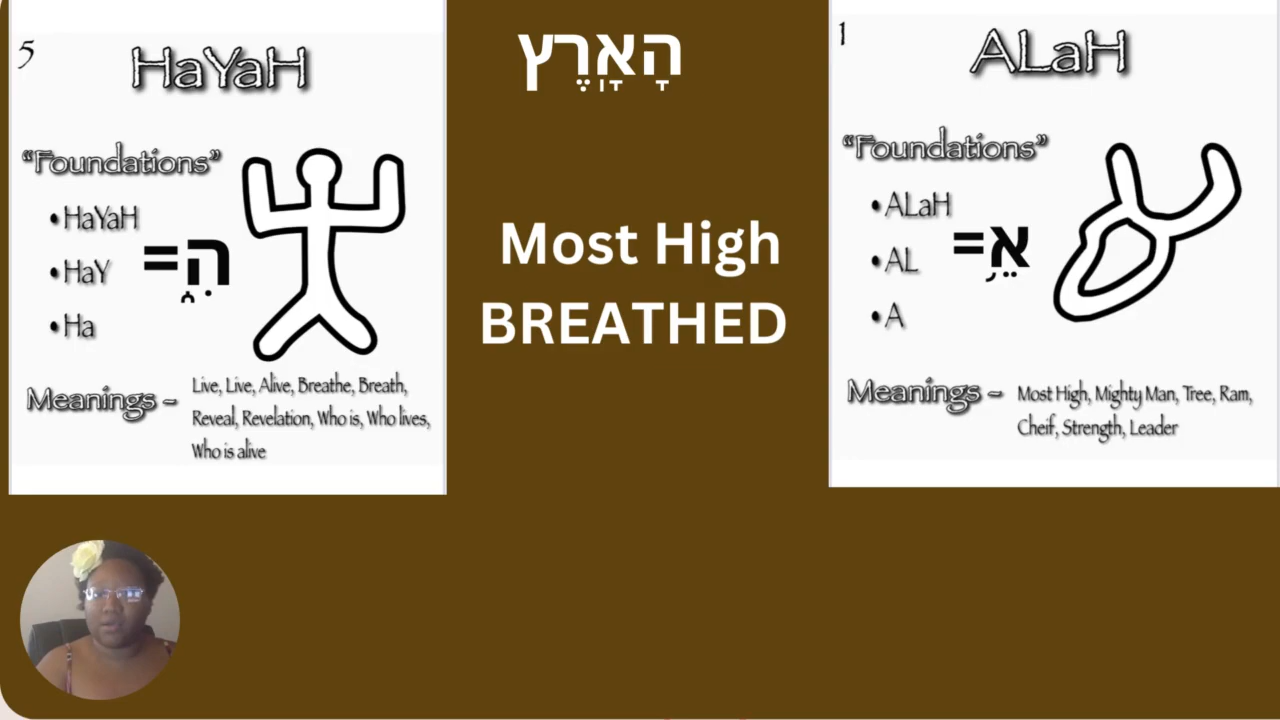 5
HaYaH
“Foundations”
• HaYaH
• HaY
• Ha
=הִ
Meanings -
Live, Live, Alive, Breathe, Breath,
Reveal, Revelation, Who is, Who lives,
Who is alive
הָאָרֶץ
Most High
BREATHED
1
ALaH
“Foundations”
• ALaH
• AL
• A
=אֵ
Meanings -
Most High, Mighty Man, Tree, Ram,
Cheif, Strength, Leader